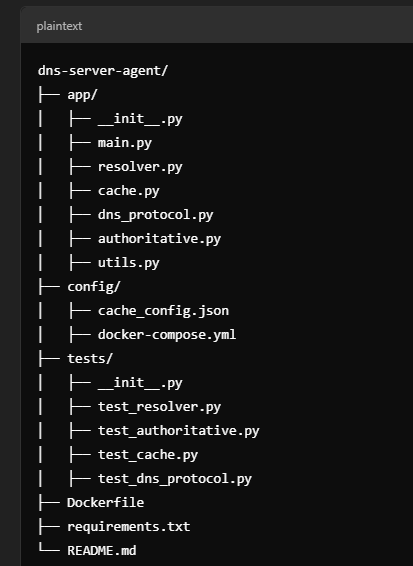 plaintext
dns-server-agent/
├── app/
│   ├── __init__.py
│   ├── main.py
│   ├── resolver.py
│   ├── cache.py
│   ├── dns_protocol.py
│   ├── authoritative.py
│   ├── utils.py
├── config/
│   ├── cache_config.json
│   ├── docker-compose.yml
├── tests/
│   ├── __init__.py
│   ├── test_resolver.py
│   ├── test_authoritative.py
│   ├── test_cache.py
│   ├── test_dns_protocol.py
├── Dockerfile
├── requirements.txt
└── README.md